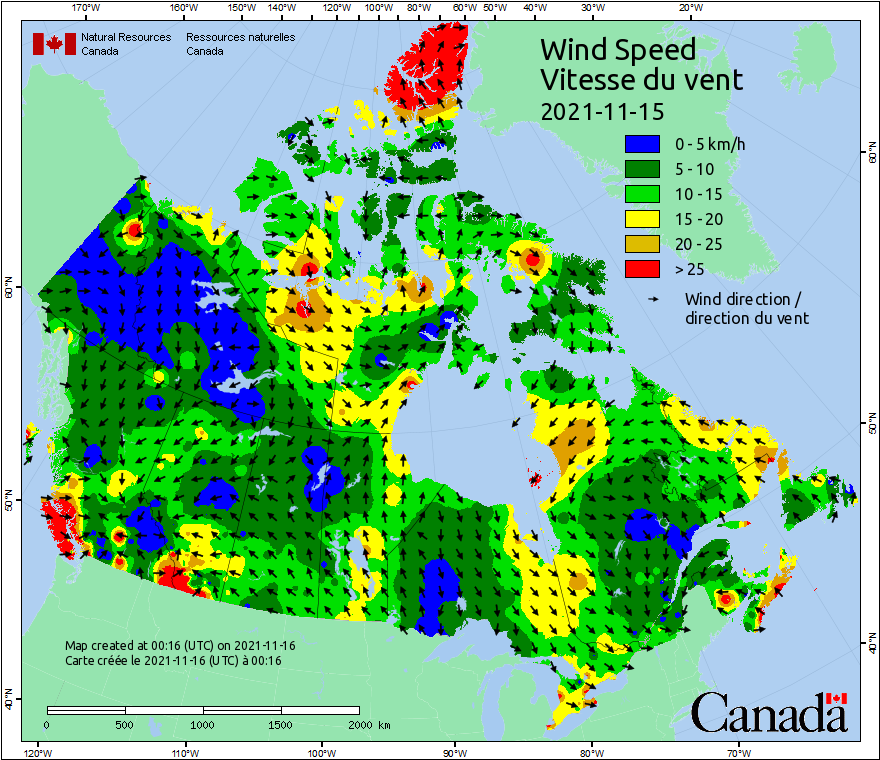 170°W 160°W 150°W 140°W 130°W 120°W 110°W 100°W 90°W 80°W 70°W 60°W 50°W 40°W 30°W 20°W
Natural Resources Ressources naturelles
Canada Canada
Wind Speed
Vitesse du vent
2021-11-15
0 - 5 km/h
5 - 10
10 - 15
15 - 20
20 - 25
> 25
Wind direction /
direction du vent
60°N
60°N
50°N
50°N
40°N
40°N
Map created at 00:16 (UTC) on 2021-11-16
Carte créée le 2021-11-16 (UTC) à 00:16
0 500 1000 1500 2000 km
Canada
120°W 110°W 100°W 90°W 80°W 70°W